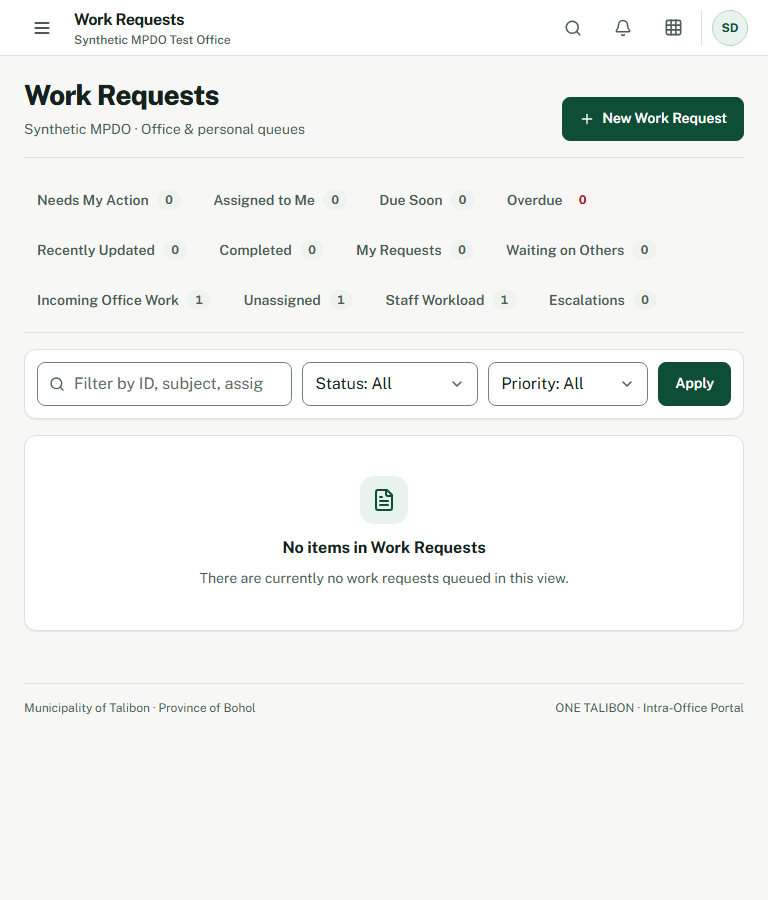 Work Requests
Synthetic MPDO Test Office
SD
Work Requests
Synthetic MPDO · Office & personal queues
New Work Request
Needs My Action 0 Assigned to Me 0 Due Soon 0 Overdue 0
Recently Updated 0 Completed 0 My Requests 0 Waiting on Others 0
Incoming Office Work 1 Unassigned 1 Staff Workload 1 Escalations 0
Filter by ID, subject, assig Status: All Priority: All Apply
No items in Work Requests
There are currently no work requests queued in this view.
Municipality of Talibon · Province of Bohol ONE TALIBON · Intra-Office Portal